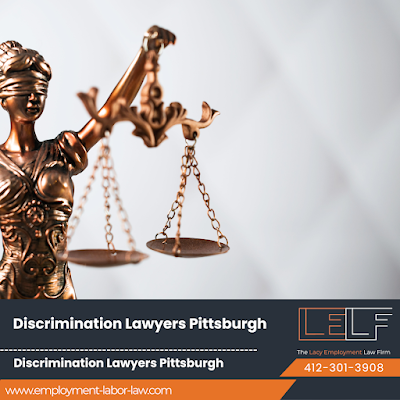 Discrimination Lawyers Pittsburgh
Discrimination Lawyers Pittsburgh
www.employment-labor-law.com
LELF
The Lacy Employment Law Firm
412-301-3908